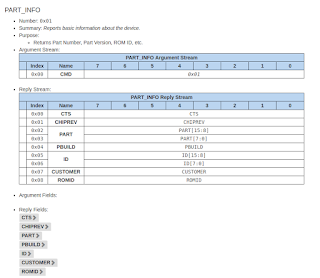 PART_INFO
Number: 0x01
Summary: Reports basic information about the device.
Purpose:
Returns Part Number, Part Version, ROM ID, etc.
Argument Stream:
PART_INFO Argument Stream
Index Name 7 6 5 4 3 2 1 0
0x00 CMD 0x01
Reply Stream:
PART_INFO Reply Stream
Index Name 7 6 5 4 3 2 1 0
0x00 CTS CTS
0x01 CHIPREV CHIPREV
0x02 PART PART[15:8]
0x03 PART[7:0]
0x04 PBUILD PBUILD
0x05 ID ID[15:8]
0x06 ID[7:0]
0x07 CUSTOMER CUSTOMER
0x08 ROMID ROMID
Argument Fields:
Reply Fields:
CTS
CHIPREV
PART
PBUILD
ID
CUSTOMER
ROMID